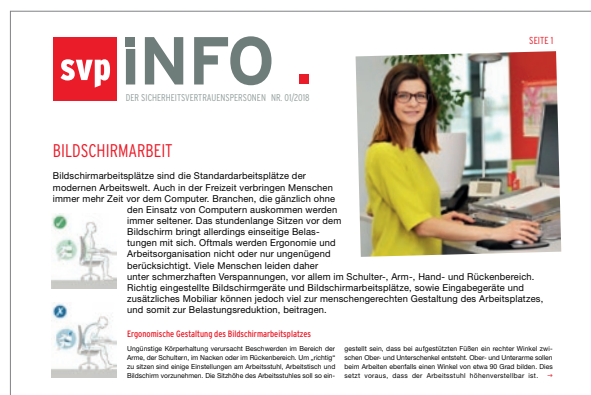 svp iNFO .
SEITE 1
DER SICHERHEITSVERTRAUENSPERSONEN NR. 01/2018
BILDSCHIRMARBEIT
Bildschirmarbeitsplätze sind die Standardarbeitsplätze der
modernen Arbeitswelt. Auch in der Freizeit verbringen Menschen
immer mehr Zeit vor dem Computer. Branchen, die gänzlich ohne
den Einsatz von Computern auskommen werden
immer seltener. Das stundenlange Sitzen vor dem
Bildschirm bringt allerdings einseitige Belas-
tungen mit sich. Oftmals werden Ergonomie und
Arbeitsorganisation nicht oder nur ungenügend
berücksichtigt. Viele Menschen leiden daher
unter schmerzhaften Verspannungen, vor allem im Schulter-, Arm-, Hand- und Rückenbereich.
Richtig eingestellte Bildschirmgeräte und Bildschirmarbeitsplätze, sowie Eingabegeräte und
zusätzliches Mobiliar können jedoch viel zur menschengerechten Gestaltung des Arbeitsplatzes,
und somit zur Belastungsreduktion, beitragen.
Ergonomische Gestaltung des Bildschirmarbeitsplatzes
Ungünstige Körperhaltung verursacht Beschwerden im Bereich der
Arme, der Schultern, im Nacken oder im Rückenbereich. Um „richtig"
zu sitzen sind einige Einstellungen am Arbeitsstuhl, Arbeitstisch und
Bildschirm vorzunehmen. Die Sitzhöhe des Arbeitsstuhles soll so ein-
gestellt sein, dass bei aufgestützten Füßen ein rechter Winkel zwi-
schen Ober- und Unterschenkel entsteht. Ober- und Unterarme sollen
beim Arbeiten ebenfalls einen Winkel von etwa 90 Grad bilden. Dies
setzt voraus, dass der Arbeitsstuhl höhenverstellbar ist. →